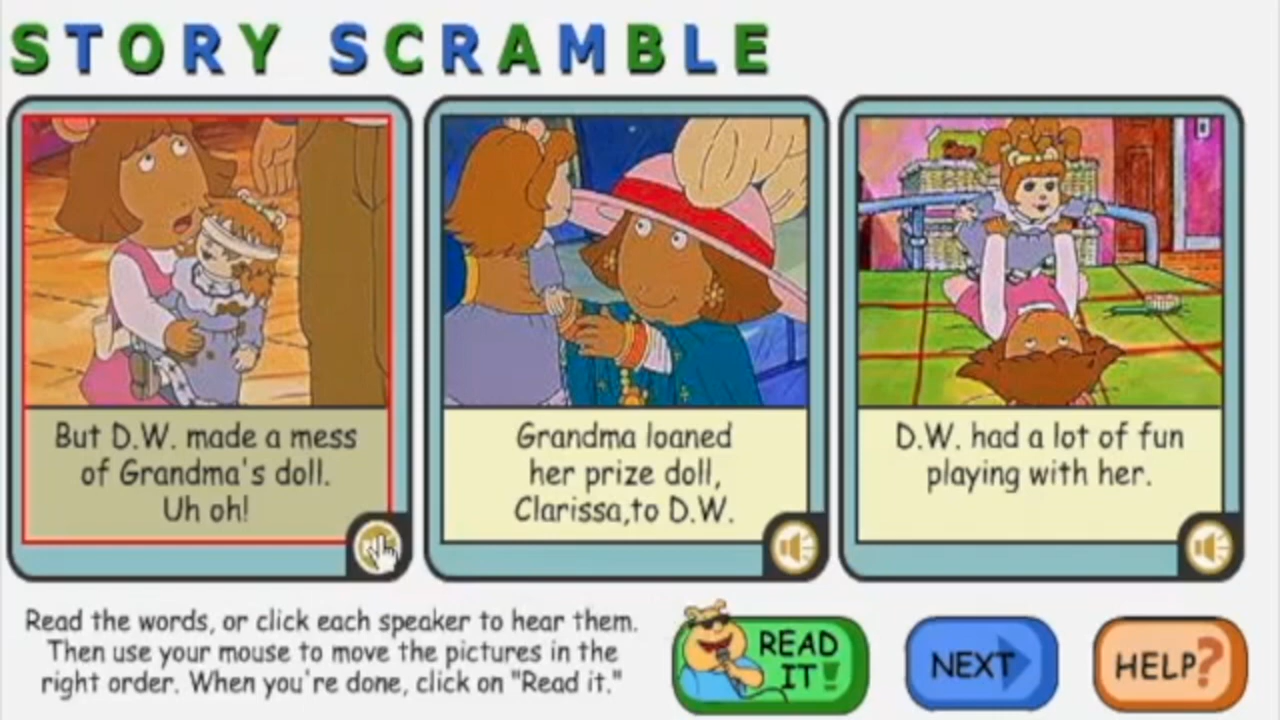 STORY SCRAMBLE
But D.W. made a mess
of Grandma's doll.
Uh oh!
Grandma loaned
her prize doll,
Clarissa,to D.W.
D.W. had a lot of fun
playing with her.
Read the words, or click each speaker to hear them.
Then use your mouse to move the pictures in the
right order. When you're done, click on "Read it."
READ
IT!
NEXT
HELP?